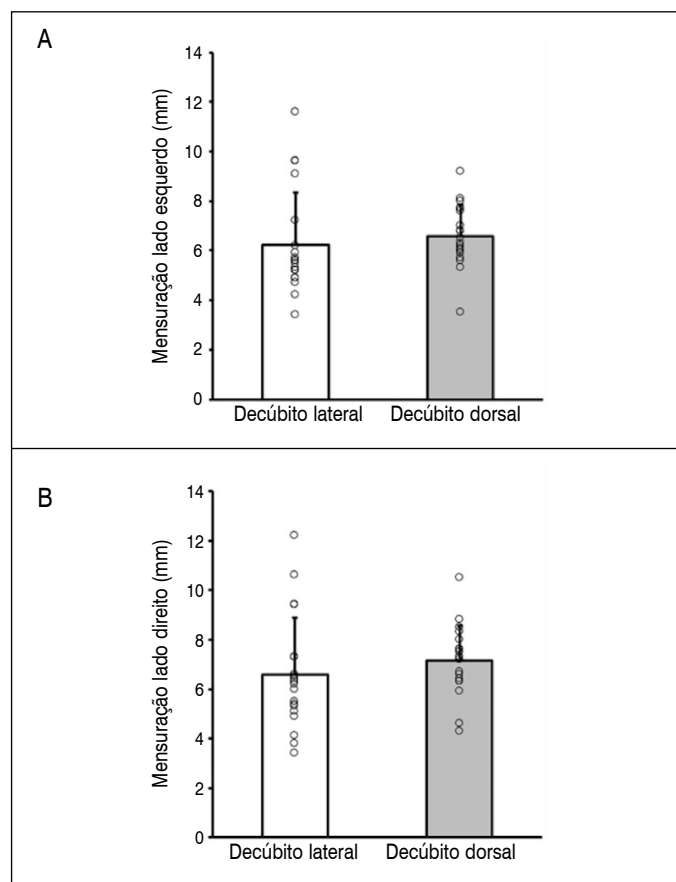 A
Mensuração lado esquerdo (mm)
14
12
10
8
6
4
2
0
Decúbito lateral Decúbito dorsal
B
Mensuração lado direito (mm)
14
12
10
8
6
4
2
0
Decúbito lateral Decúbito dorsal